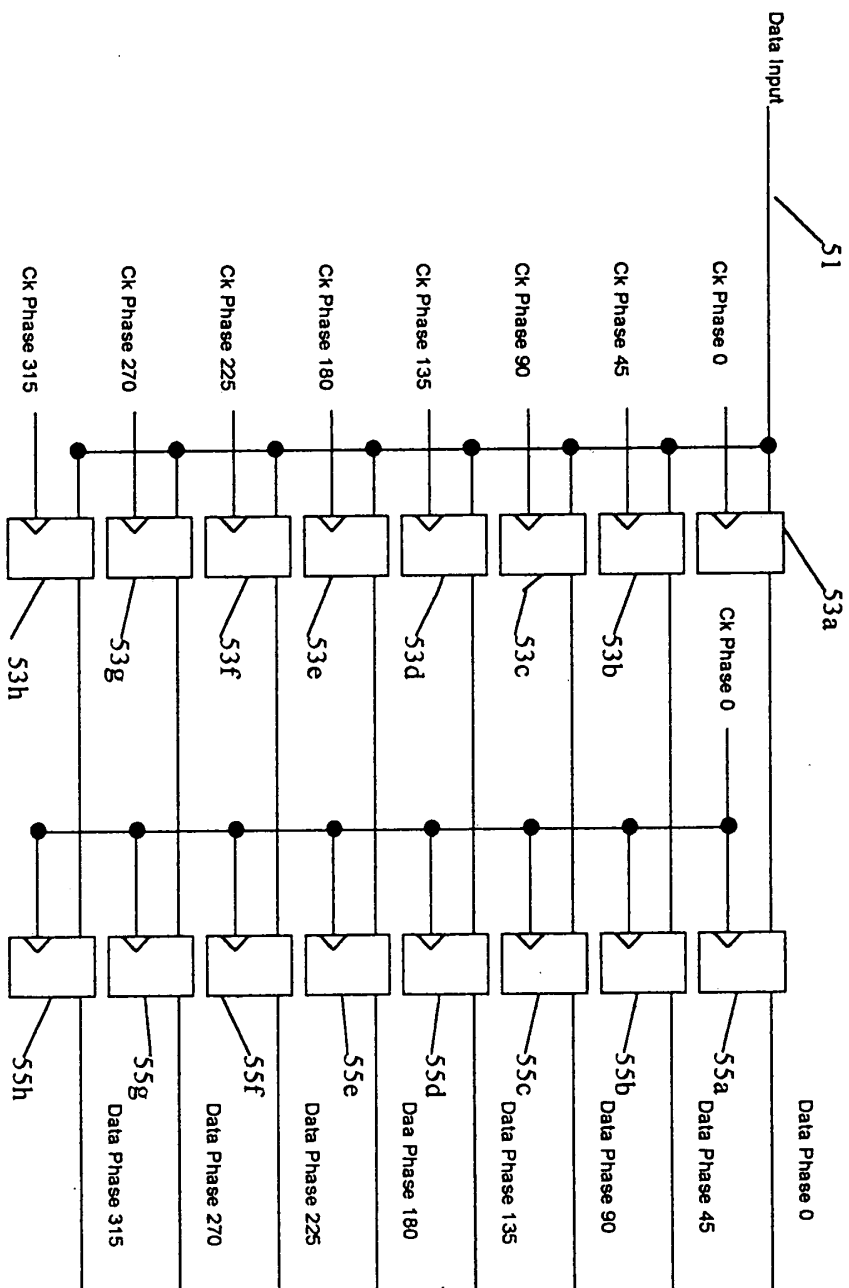 Data Input
51
Ck Phase 0
53a
Ck Phase 45
53b
Ck Phase 90
53c
Ck Phase 135
53d
Ck Phase 180
53e
Ck Phase 225
53f
Ck Phase 270
53g
Ck Phase 315
53h
Ck Phase 0
55a
55b
55c
55d
55e
55f
55g
55h
Data Phase 0
Data Phase 45
Data Phase 90
Data Phase 135
Daa Phase 180
Data Phase 225
Data Phase 270
Data Phase 315